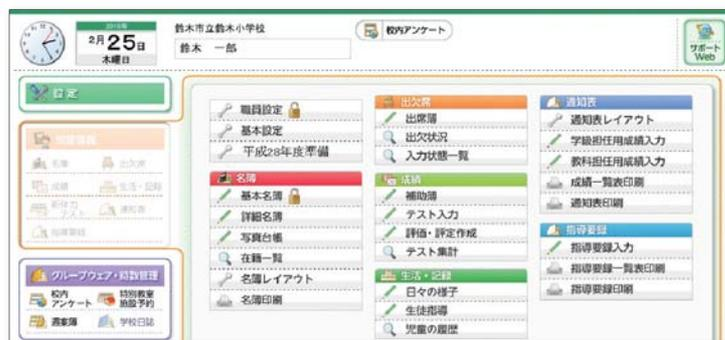 2016年
2月25日
木曜日
鈴木市立鈴木小学校
鈴木　一郎
校内アンケート
サポート
Web
設定
名簿
出欠席
成績
生活・記録
新体力
テスト
通知表
指導要録
グループウェア・時数管理
校内
アンケート
特別教室
施設予約
週案簿
学校日誌
職員設定
基本設定
平成28年度準備
名簿
基本名簿
詳細名簿
写真台帳
在籍一覧
名簿レイアウト
名簿印刷
出欠席
出席簿
出欠状況
入力状態一覧
成績
補助簿
テスト入力
評価・評定作成
テスト集計
生活・記録
日々の様子
生徒指導
児童の履歴
通知表
通知表レイアウト
学級担任用成績入力
教科担任用成績入力
成績一覧表印刷
通知表印刷
指導要録
指導要録入力
指導要録一覧表印刷
指導要録印刷